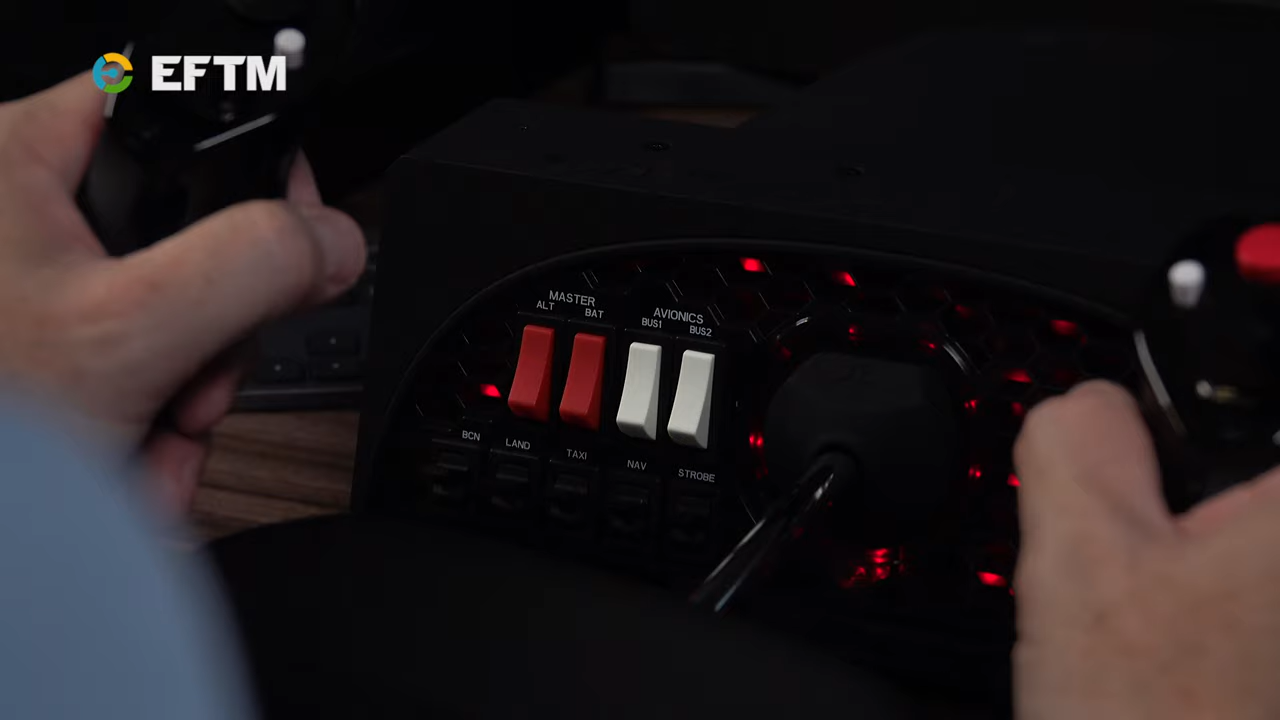 EFTM
MASTER
ALT BAT
AVIONICS
BUS1 BUS2
BCN LAND TAXI NAV STROBE